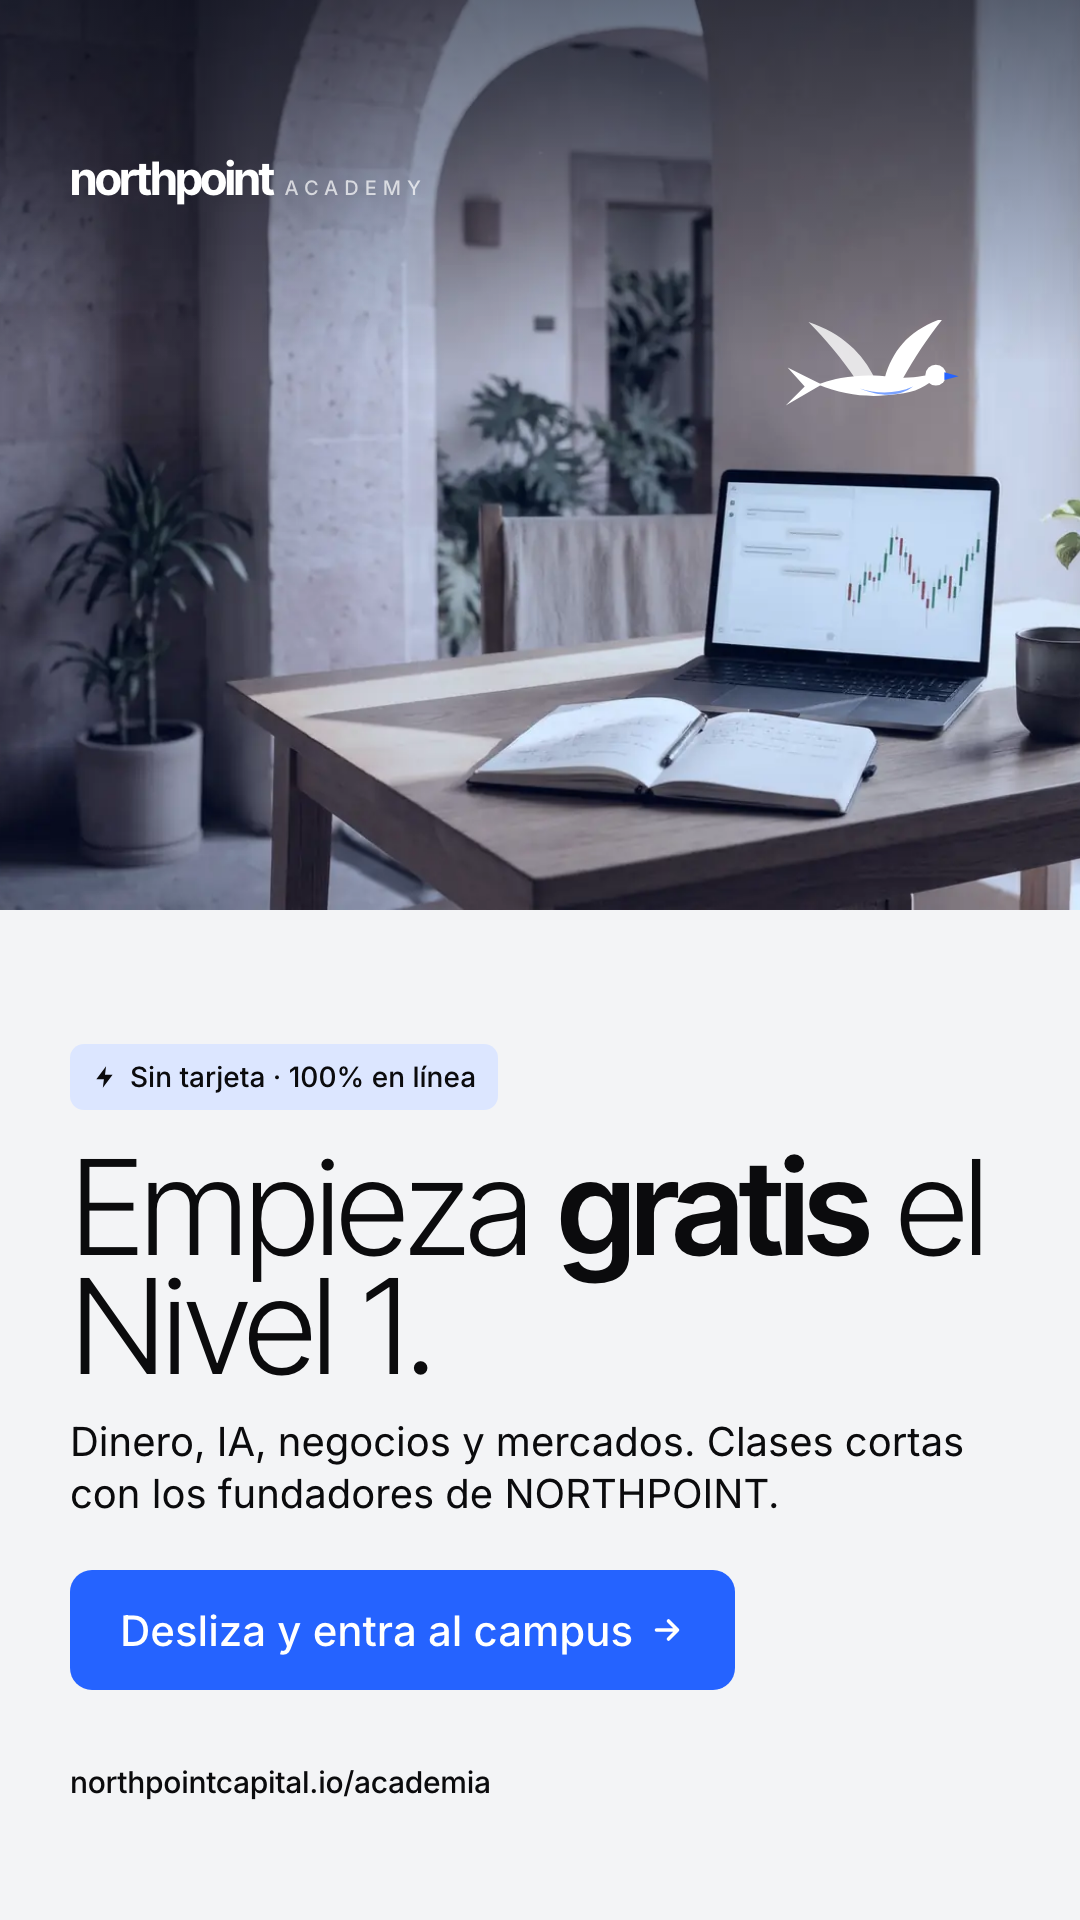 northpoint ACADEMY
Sin tarjeta · 100% en línea
Empieza gratis el
Nivel 1.
Dinero, IA, negocios y mercados. Clases cortas
con los fundadores de NORTHPOINT.
Desliza y entra al campus →
northpointcapital.io/academia